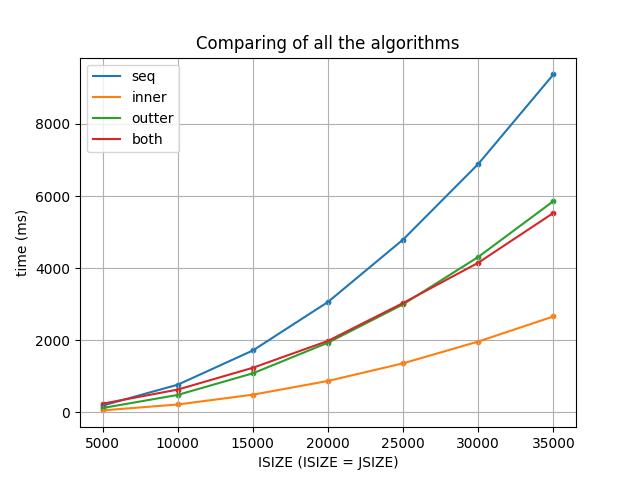 Comparing of all the algorithms
seq
inner
outter
both
time (ms)
8000
6000
4000
2000
0
5000 10000 15000 20000 25000 30000 35000
ISIZE (ISIZE = JSIZE)